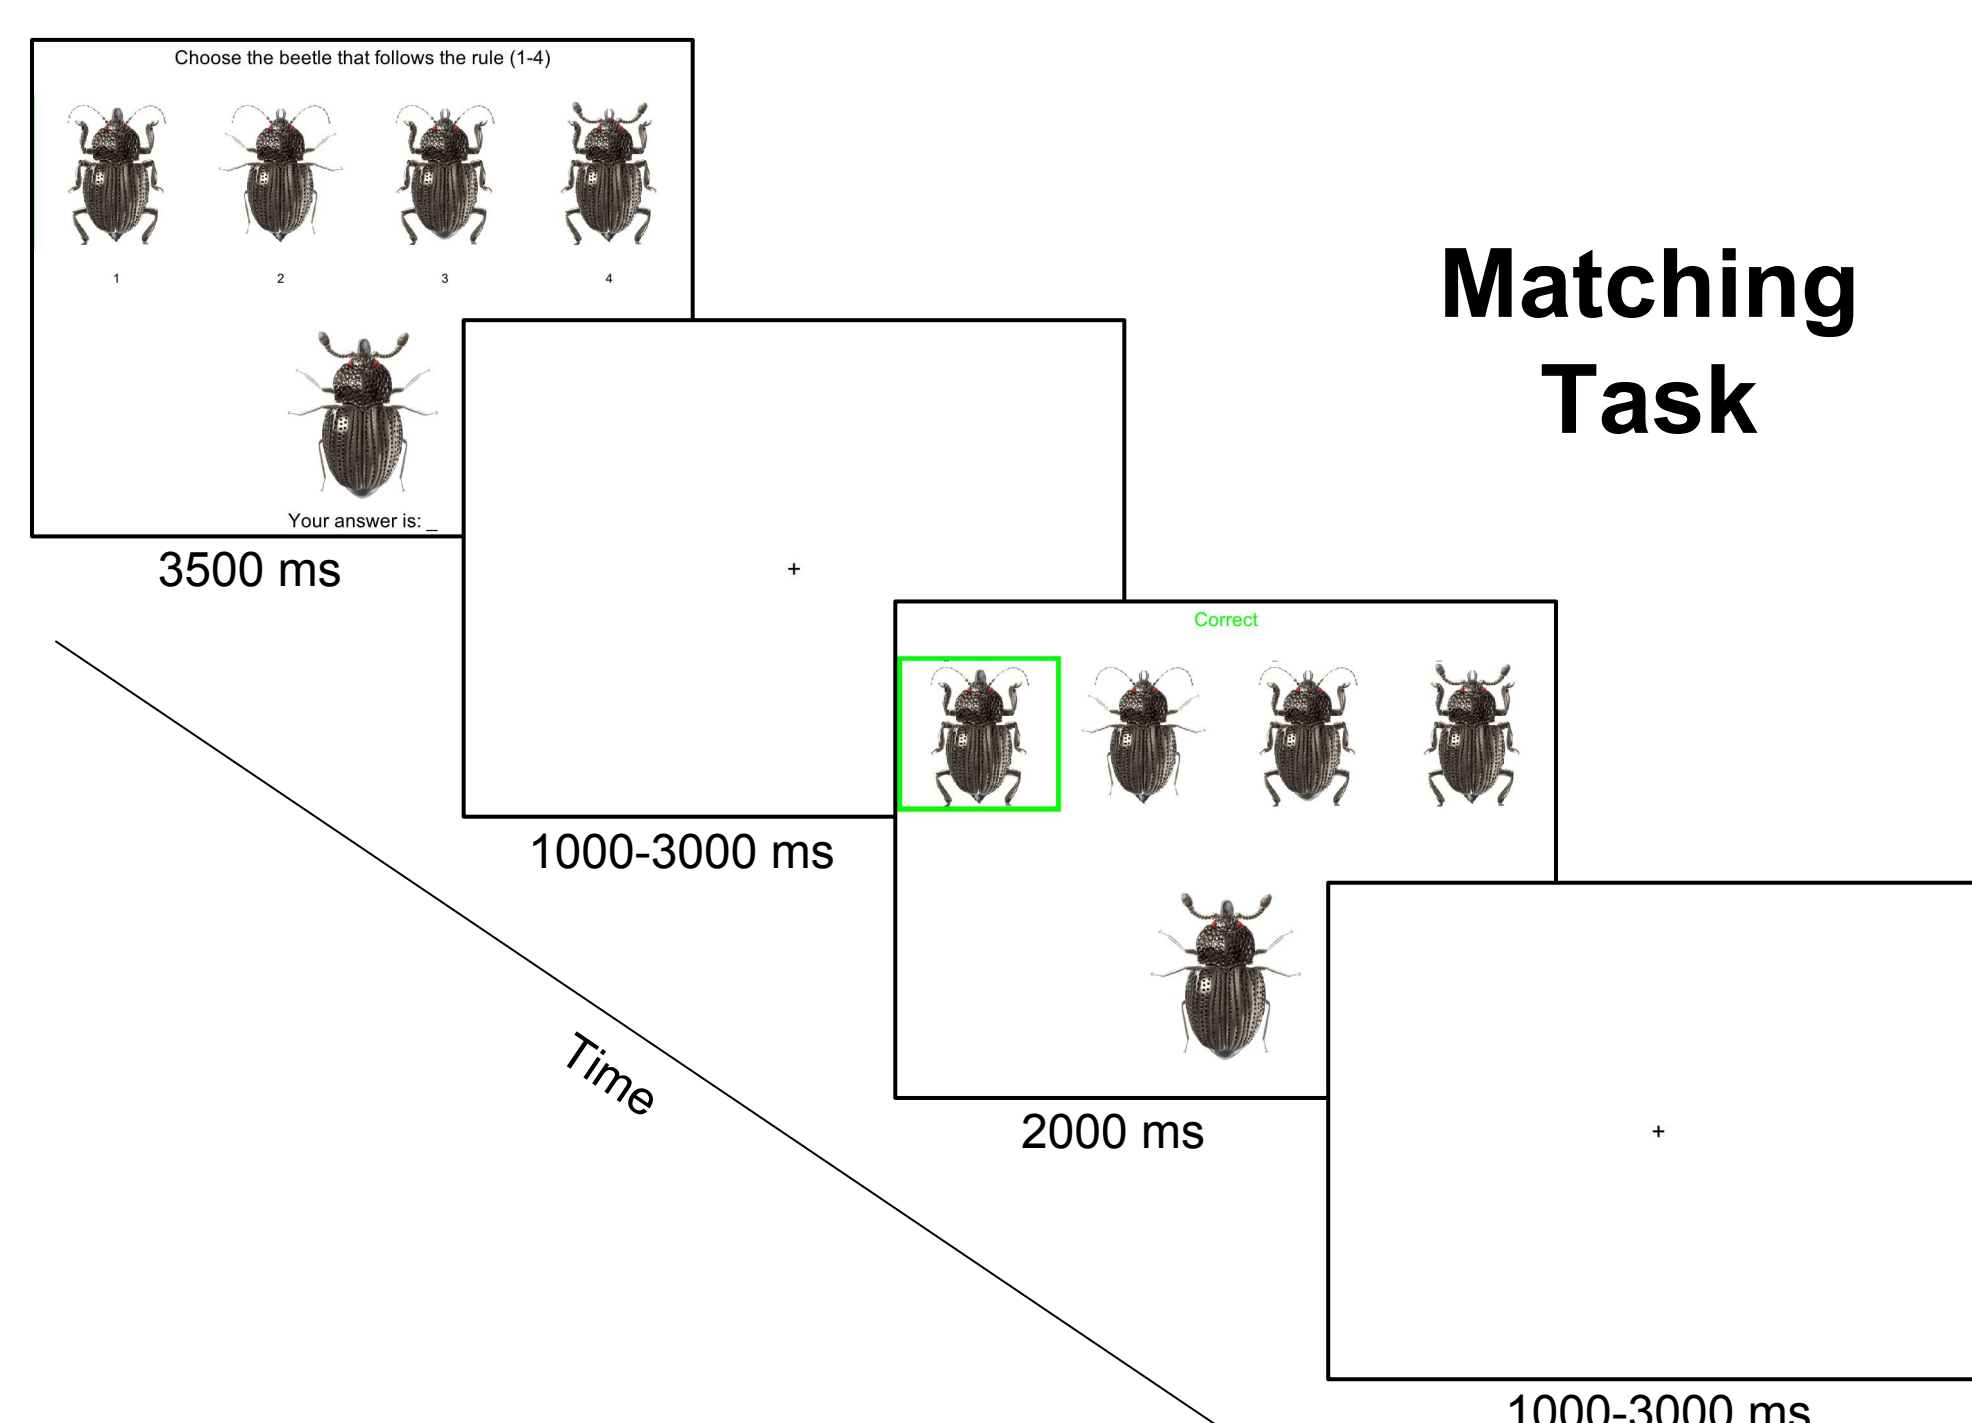 Choose the beetle that follows the rule (1-4)
1 2 3 4
Your answer is: _
3500 ms
Matching
Task
+
1000-3000 ms
Correct
2000 ms
+
1000-3000 ms
Time